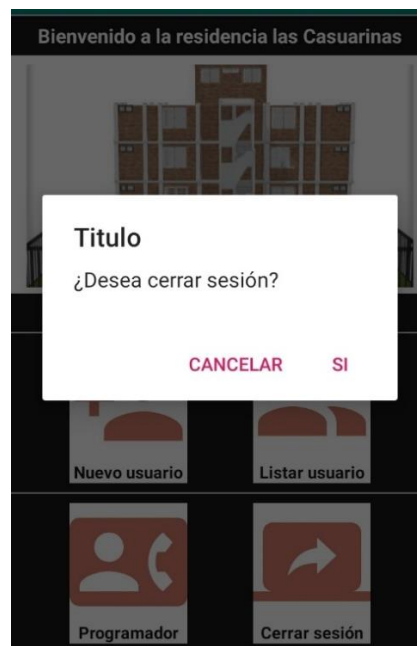 Bienvenido a la residencia las Casuarinas
Titulo
¿Desea cerrar sesión?
CANCELAR SI
Nuevo usuario Listar usuario
Programador Cerrar sesión